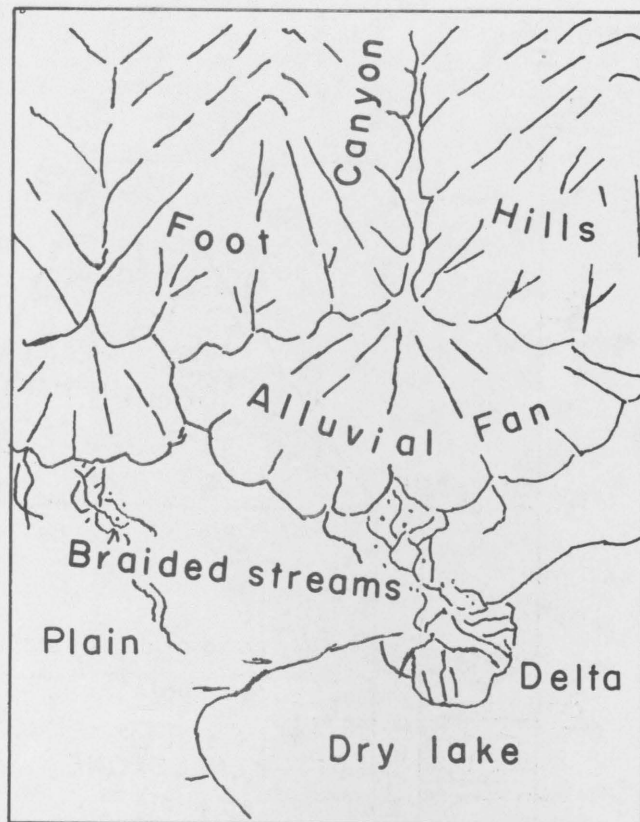 Canyon
Foot Hills
Alluvial Fan
Braided streams
Plain
Delta
Dry lake